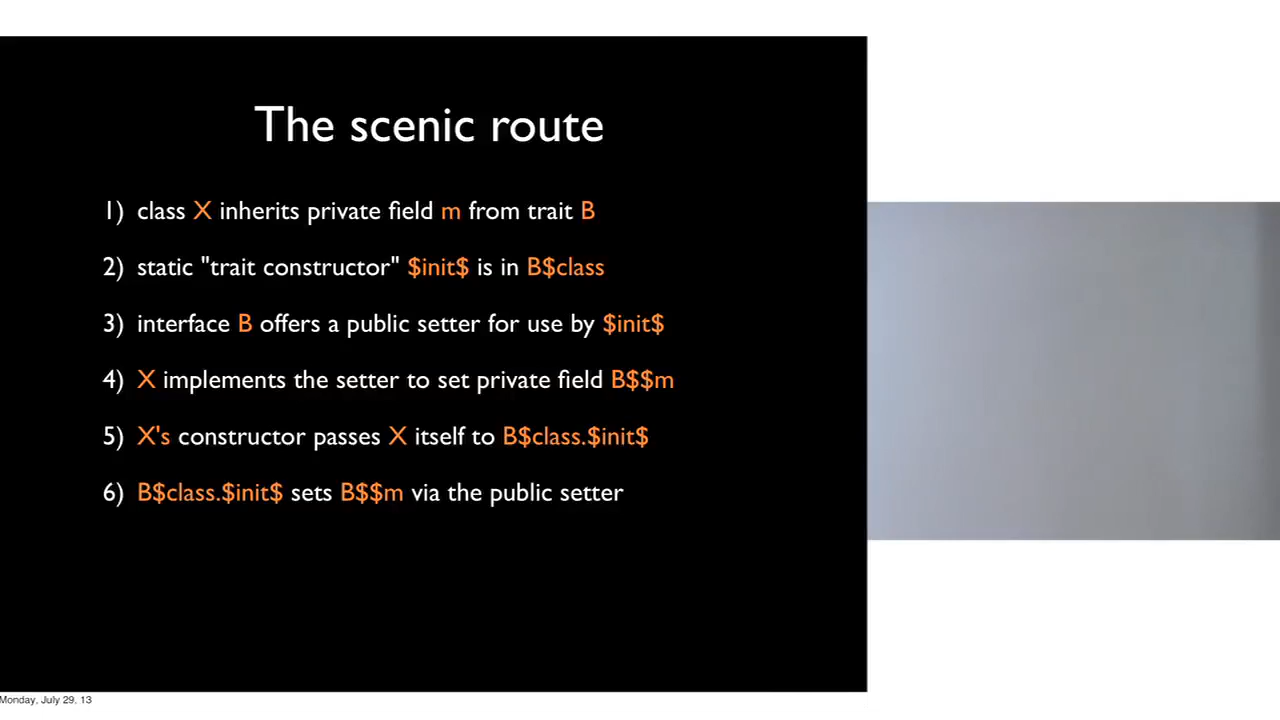 The scenic route
1) class X inherits private field m from trait B
2) static "trait constructor" $init$ is in B$class
3) interface B offers a public setter for use by $init$
4) X implements the setter to set private field B$$m
5) X's constructor passes X itself to B$class.$init$
6) B$class.$init$ sets B$$m via the public setter
Monday, July 29, 13